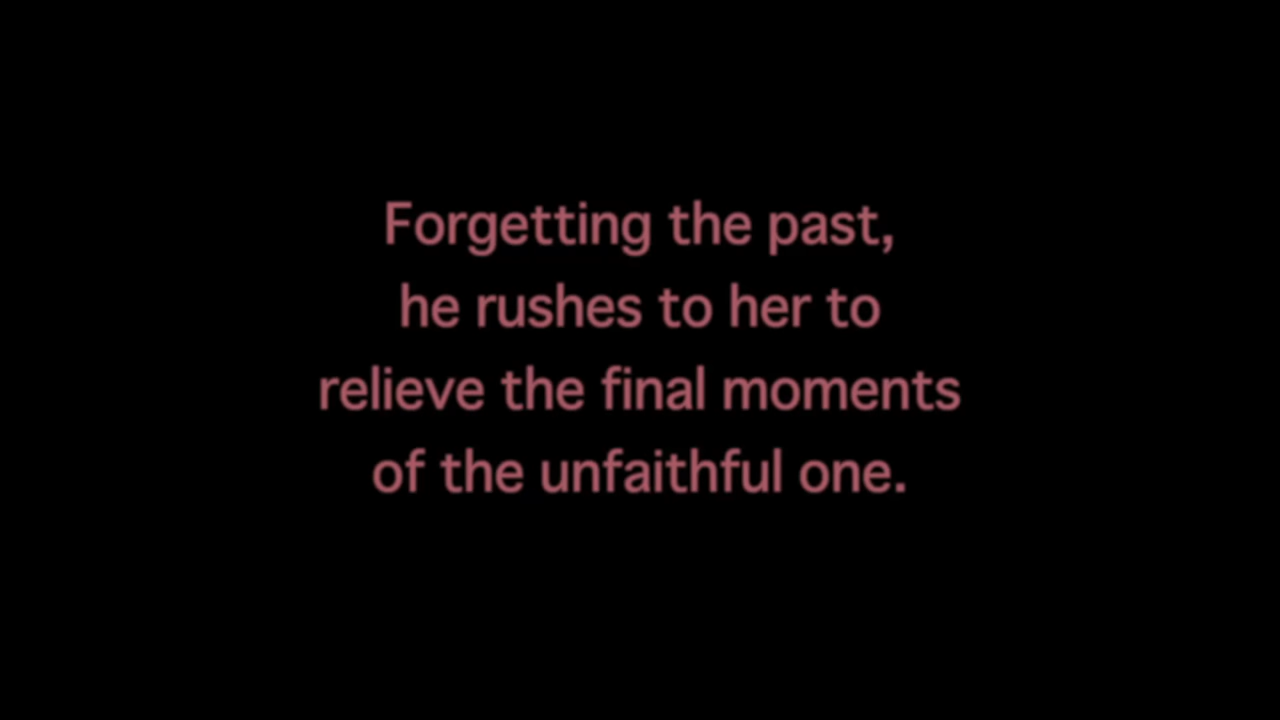 Forgetting the past,
he rushes to her to
relieve the final moments
of the unfaithful one.